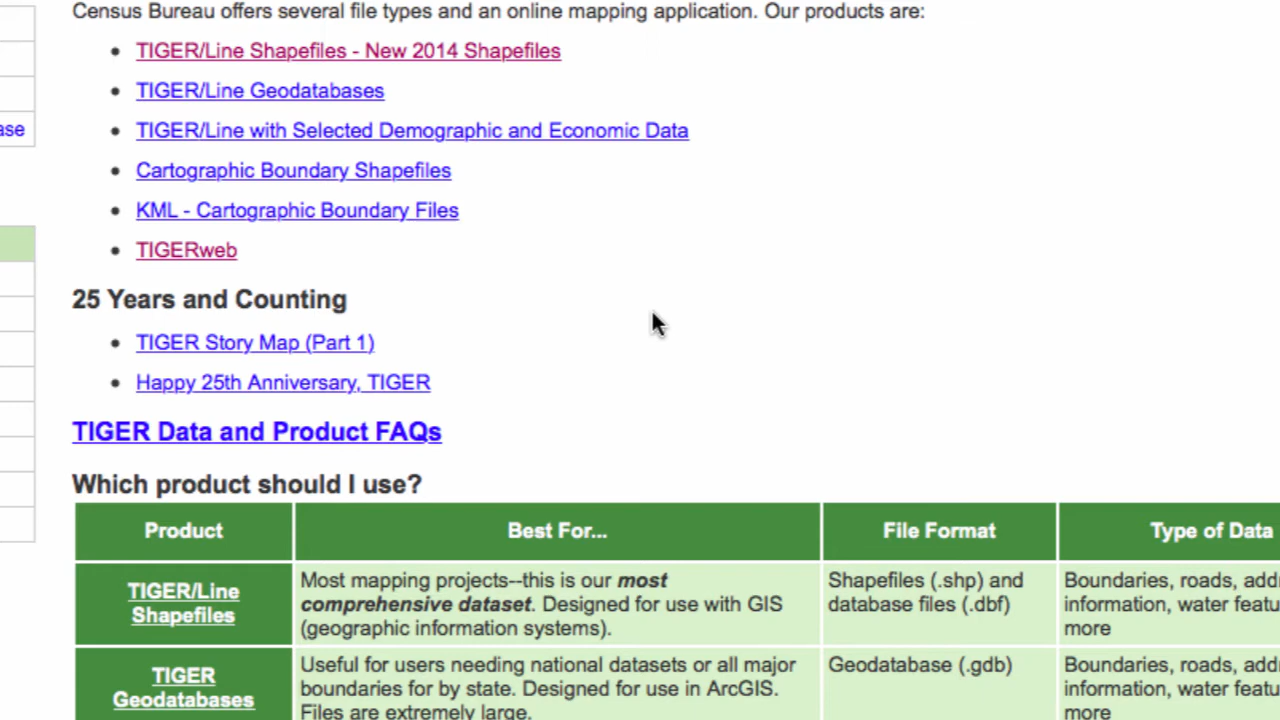 Census Bureau offers several file types and an online mapping application. Our products are:
TIGER/Line Shapefiles - New 2014 Shapefiles
TIGER/Line Geodatabases
TIGER/Line with Selected Demographic and Economic Data
ase
Cartographic Boundary Shapefiles
KML - Cartographic Boundary Files
TIGERweb
25 Years and Counting
TIGER Story Map (Part 1)
Happy 25th Anniversary, TIGER
TIGER Data and Product FAQs
Which product should I use?
Product
Best For...
File Format
Type of Data
TIGER/Line
Shapefiles
Most mapping projects--this is our most
comprehensive dataset. Designed for use with GIS
(geographic information systems).
Shapefiles (.shp) and
database files (.dbf)
Boundaries, roads, addr
information, water featu
more
TIGER
Geodatabases
Useful for users needing national datasets or all major
boundaries for by state. Designed for use in ArcGIS.
Files are extremely large.
Geodatabase (.gdb)
Boundaries, roads, addr
information, water featu
more